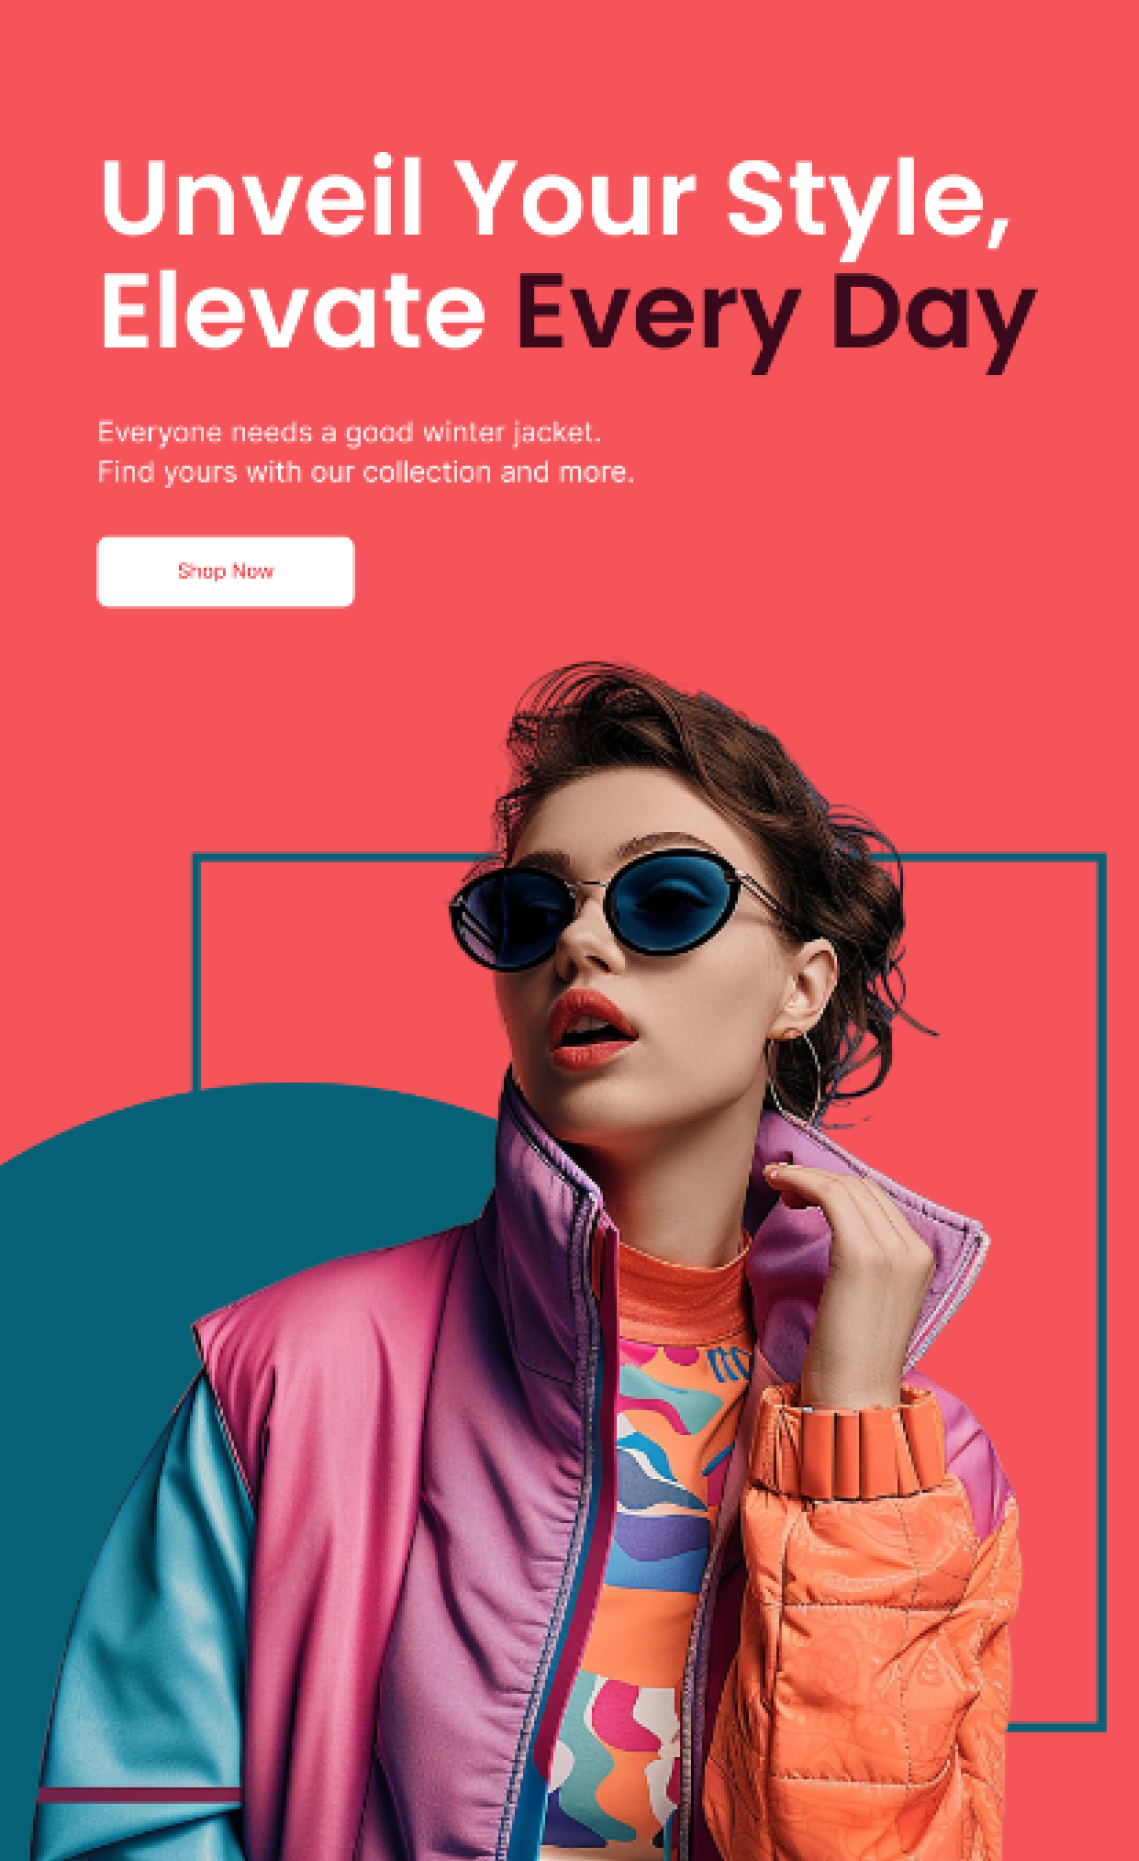 Unveil Your Style,
Elevate Every Day
Everyone needs a good winter jacket.
Find yours with our collection and more.
Shop Now